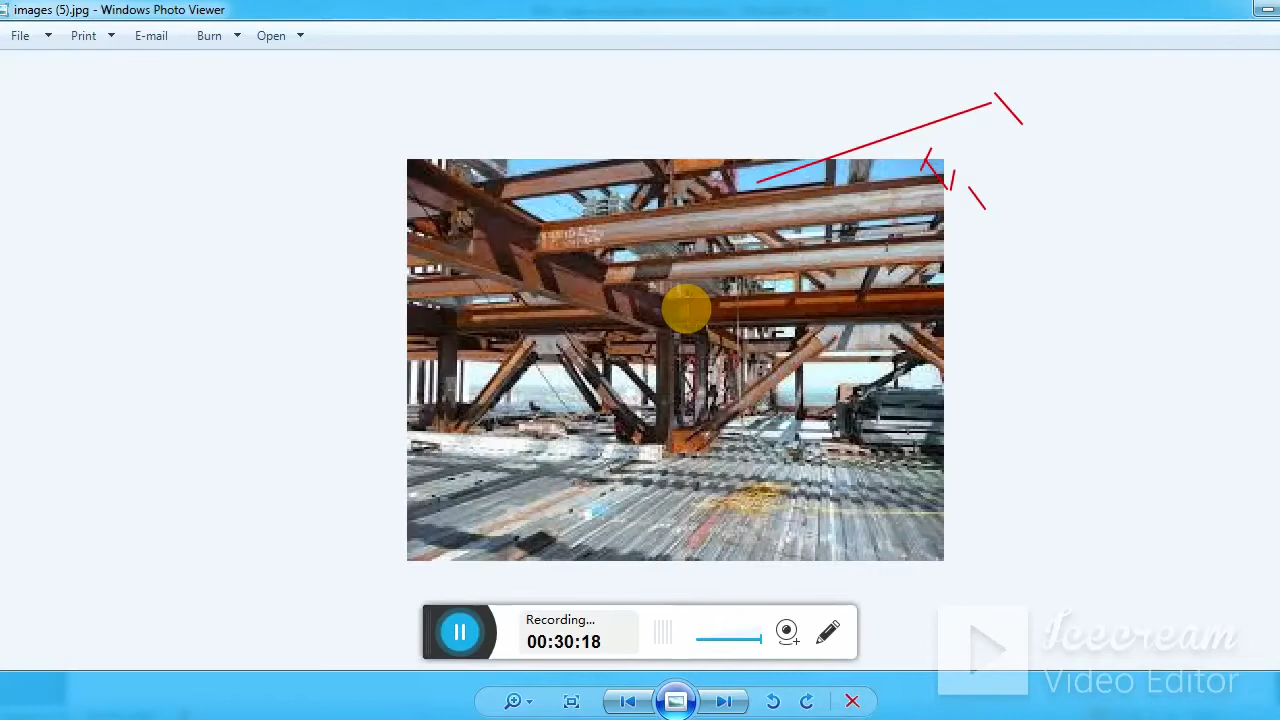 images (5).jpg - Windows Photo Viewer
File Print E-mail Burn Open
Recording...
00:30:18
Icecream
Video Editor